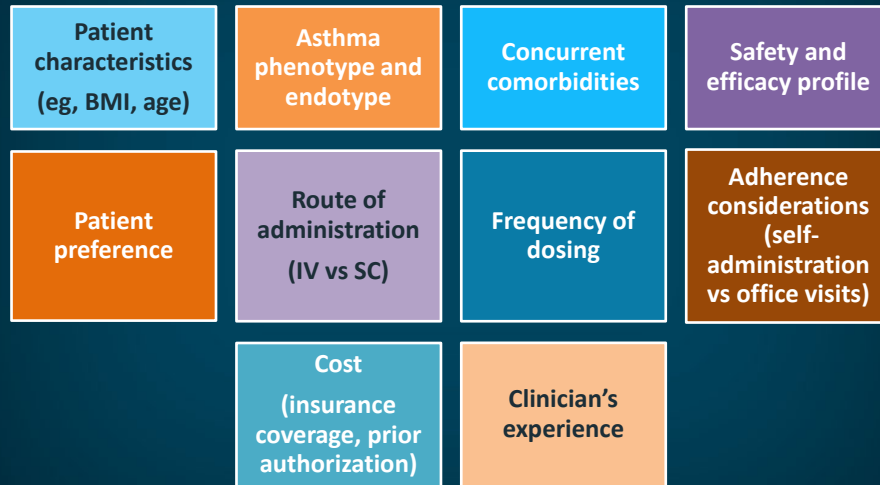 Patient
characteristics
(eg, BMI, age)
Asthma
phenotype and
endotype
Concurrent
comorbidities
Safety and
efficacy profile
Patient
preference
Route of
administration
(IV vs SC)
Frequency of
dosing
Adherence
considerations
(self-
administration
vs office visits)
Cost
(insurance
coverage, prior
authorization)
Clinician’s
experience